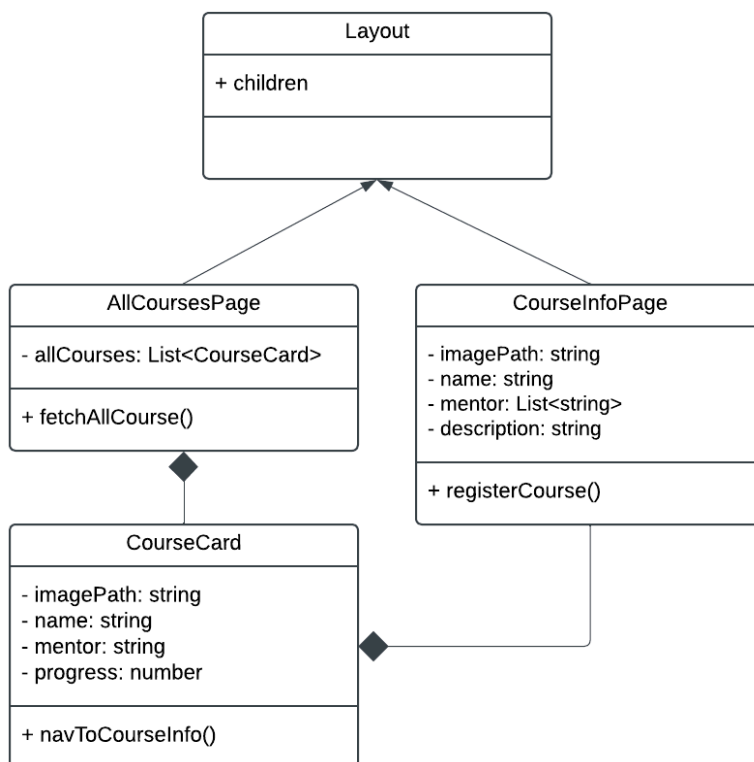 Layout
+ children
AllCoursesPage
- allCourses: List<CourseCard>
+ fetchAllCourse()
CourseInfoPage
- imagePath: string
- name: string
- mentor: List<string>
- description: string
+ registerCourse()
CourseCard
- imagePath: string
- name: string
- mentor: string
- progress: number
+ navToCourseInfo()